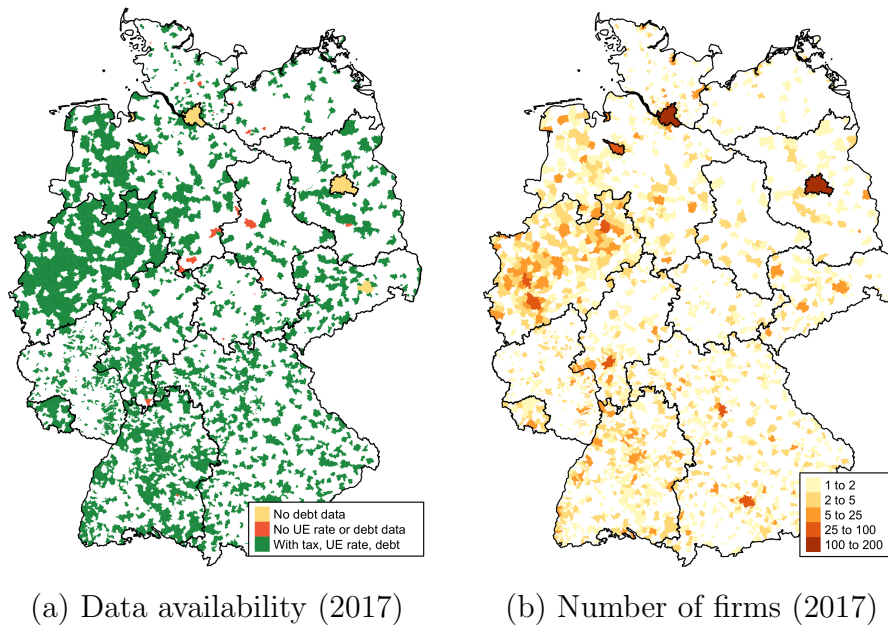 No debt data
No UE rate or debt data
With tax, UE rate, debt
1 to 2
2 to 5
5 to 25
25 to 100
100 to 200
(a) Data availability (2017)
(b) Number of firms (2017)